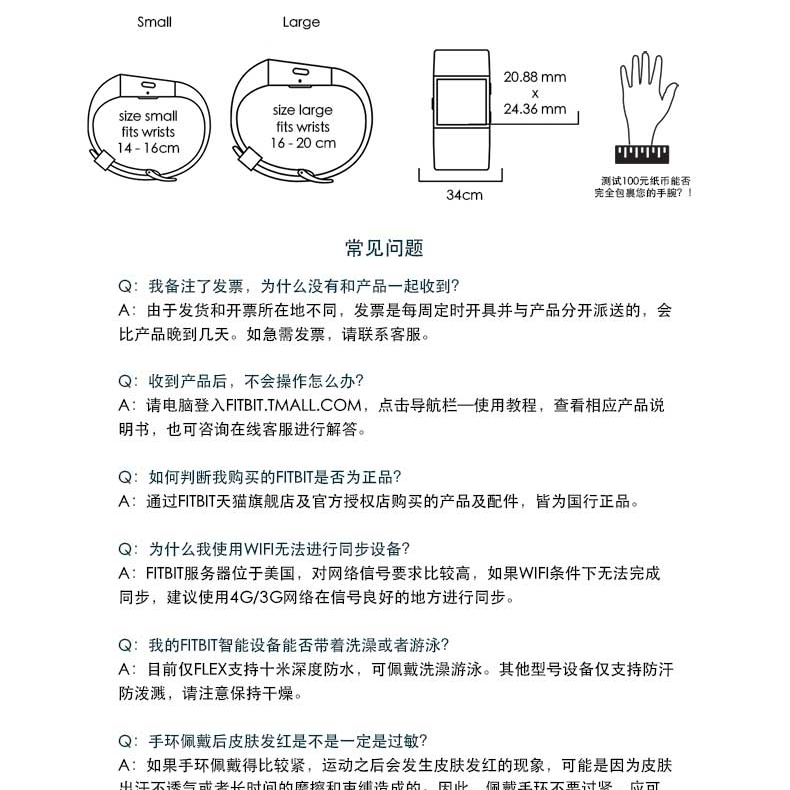 Small
Large
size small
fits wrists
14 - 16cm
size large
fits wrists
16 - 20 cm
20.88 mm
x
24.36 mm
34cm
测试100元纸币能否
完全包裹您的手腕？！
常见问题
Q：我备注了发票，为什么没有和产品一起收到？
A：由于发货和开票所在地不同，发票是每周定时开具并与产品分开派送的，会
比产品晚到几天。如急需发票，请联系客服。
Q：收到产品后，不会操作怎么办？
A：请电脑登入FITBIT.TMALL.COM，点击导航栏—使用教程，查看相应产品说
明书，也可咨询在线客服进行解答。
Q：如何判断我购买的FITBIT是否为正品？
A：通过FITBIT天猫旗舰店及官方授权店购买的产品及配件，皆为国行正品。
Q：为什么我使用WIFI无法进行同步设备？
A：FITBIT服务器位于美国，对网络信号要求比较高，如果WIFI条件下无法完成
同步，建议使用4G/3G网络在信号良好的地方进行同步。
Q：我的FITBIT智能设备能否带着洗澡或者游泳？
A：目前仅FLEX支持十米深度防水，可佩戴洗澡游泳。其他型号设备仅支持防汗
防泼溅，请注意保持干燥。
Q：手环佩戴后皮肤发红是不是一定是过敏？
A：如果手环佩戴得比较紧，运动之后会发生皮肤发红的现象，可能是因为皮肤
出汗不透气或者长时间的摩擦和束缚造成的。因此，佩戴手环不要过紧，应可